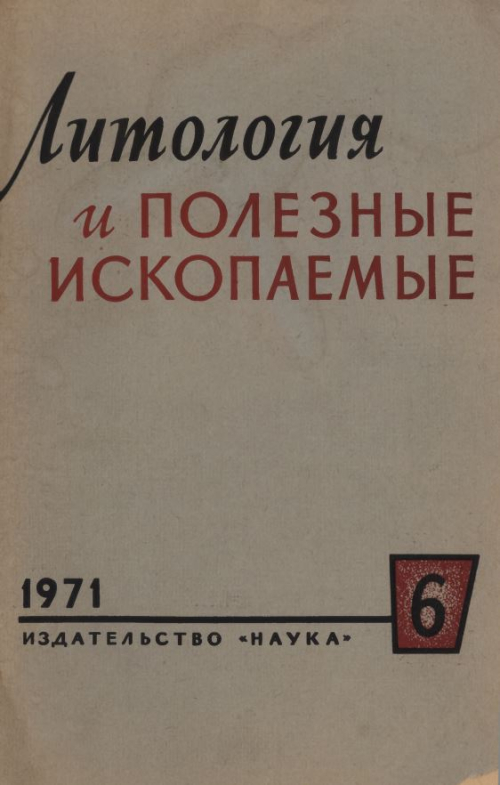 Литология
и ПОЛЕЗНЫЕ
ИСКОПАЕМЫЕ
1971
6
ИЗДАТЕЛЬСТВО «НАУКА»